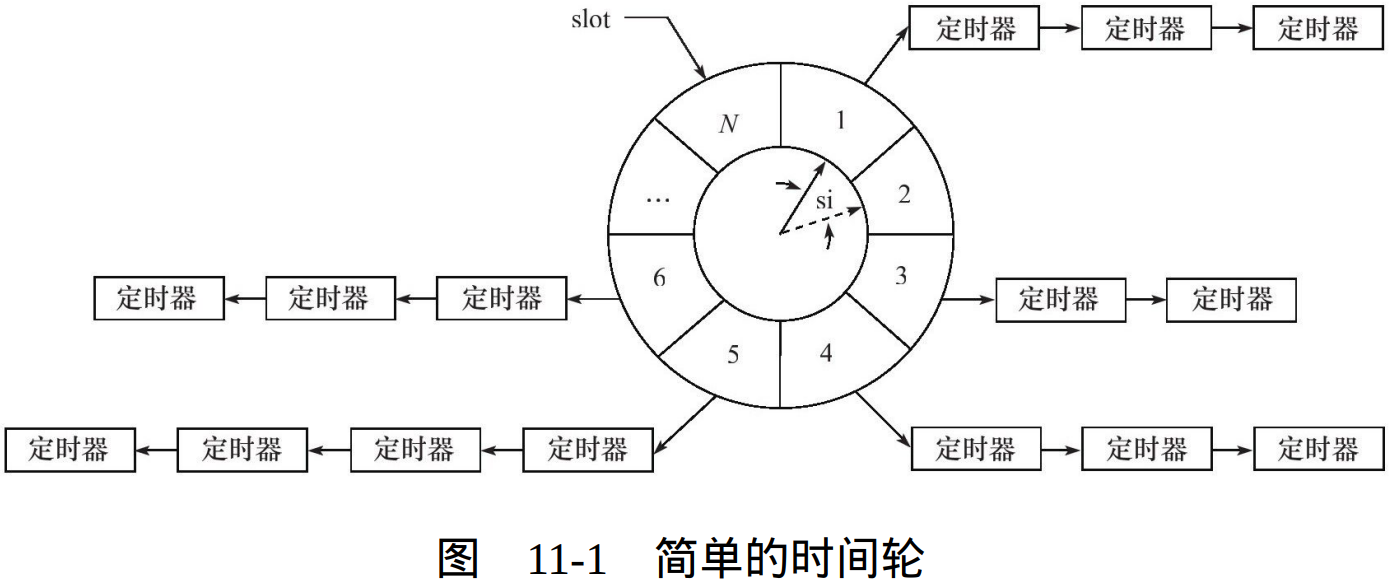 slot
定时器 定时器 定时器
N 1
... si 2
6 3
定时器 定时器 定时器
定时器 定时器
5 4
定时器 定时器 定时器 定时器
定时器 定时器 定时器
图 11-1 简单的时间轮